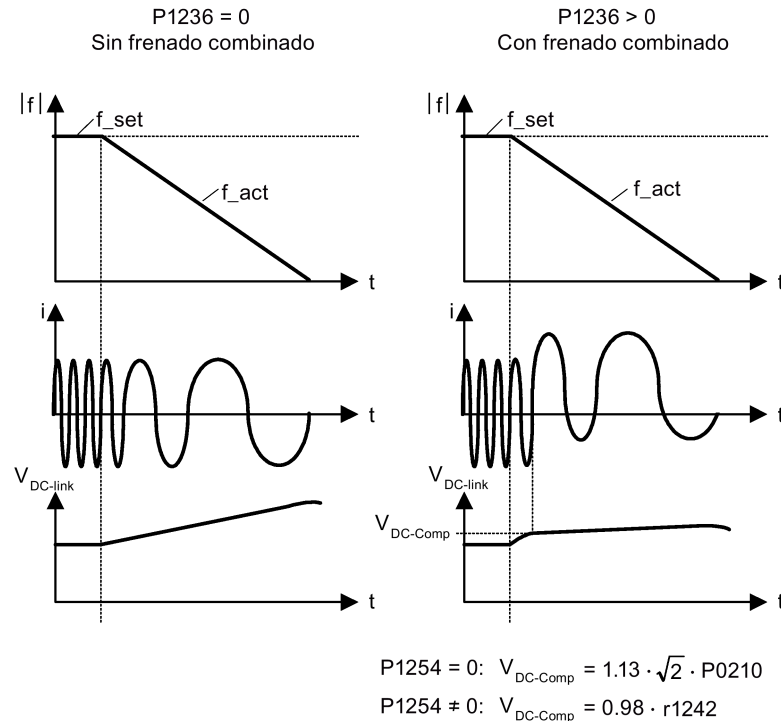 P1236 = 0
Sin frenado combinado
P1236 > 0
Con frenado combinado
|f|
f_set
f_act
t
|f|
f_set
f_act
t
i
t
i
t
V DC-link
t
V DC-link
V DC-Comp
t
P1254 = 0: V DC-Comp = 1.13 · √2 · P0210
P1254 ≠ 0: V DC-Comp = 0.98 · r1242